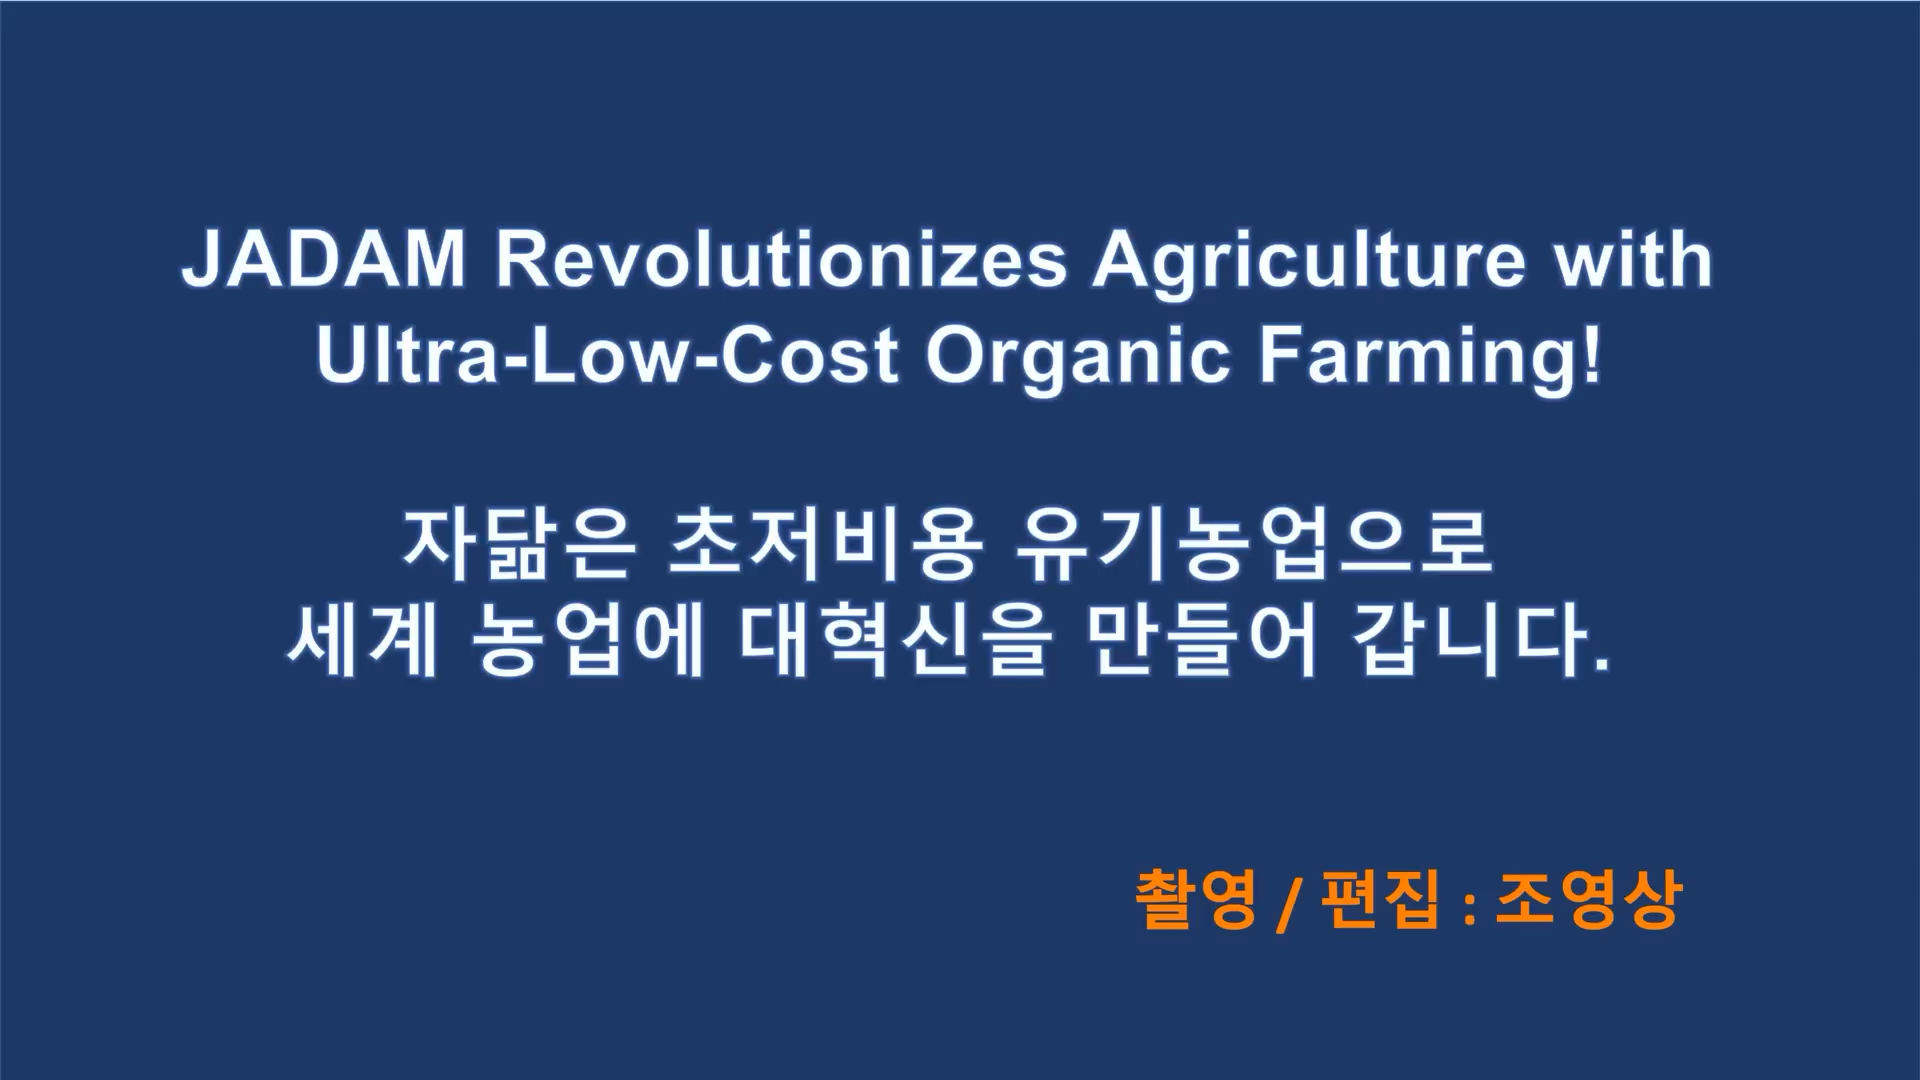 JADAM Revolutionizes Agriculture with
Ultra-Low-Cost Organic Farming!
자닮은 초저비용 유기농업으로
세계 농업에 대혁신을 만들어 갑니다.
촬영 / 편집 : 조영상